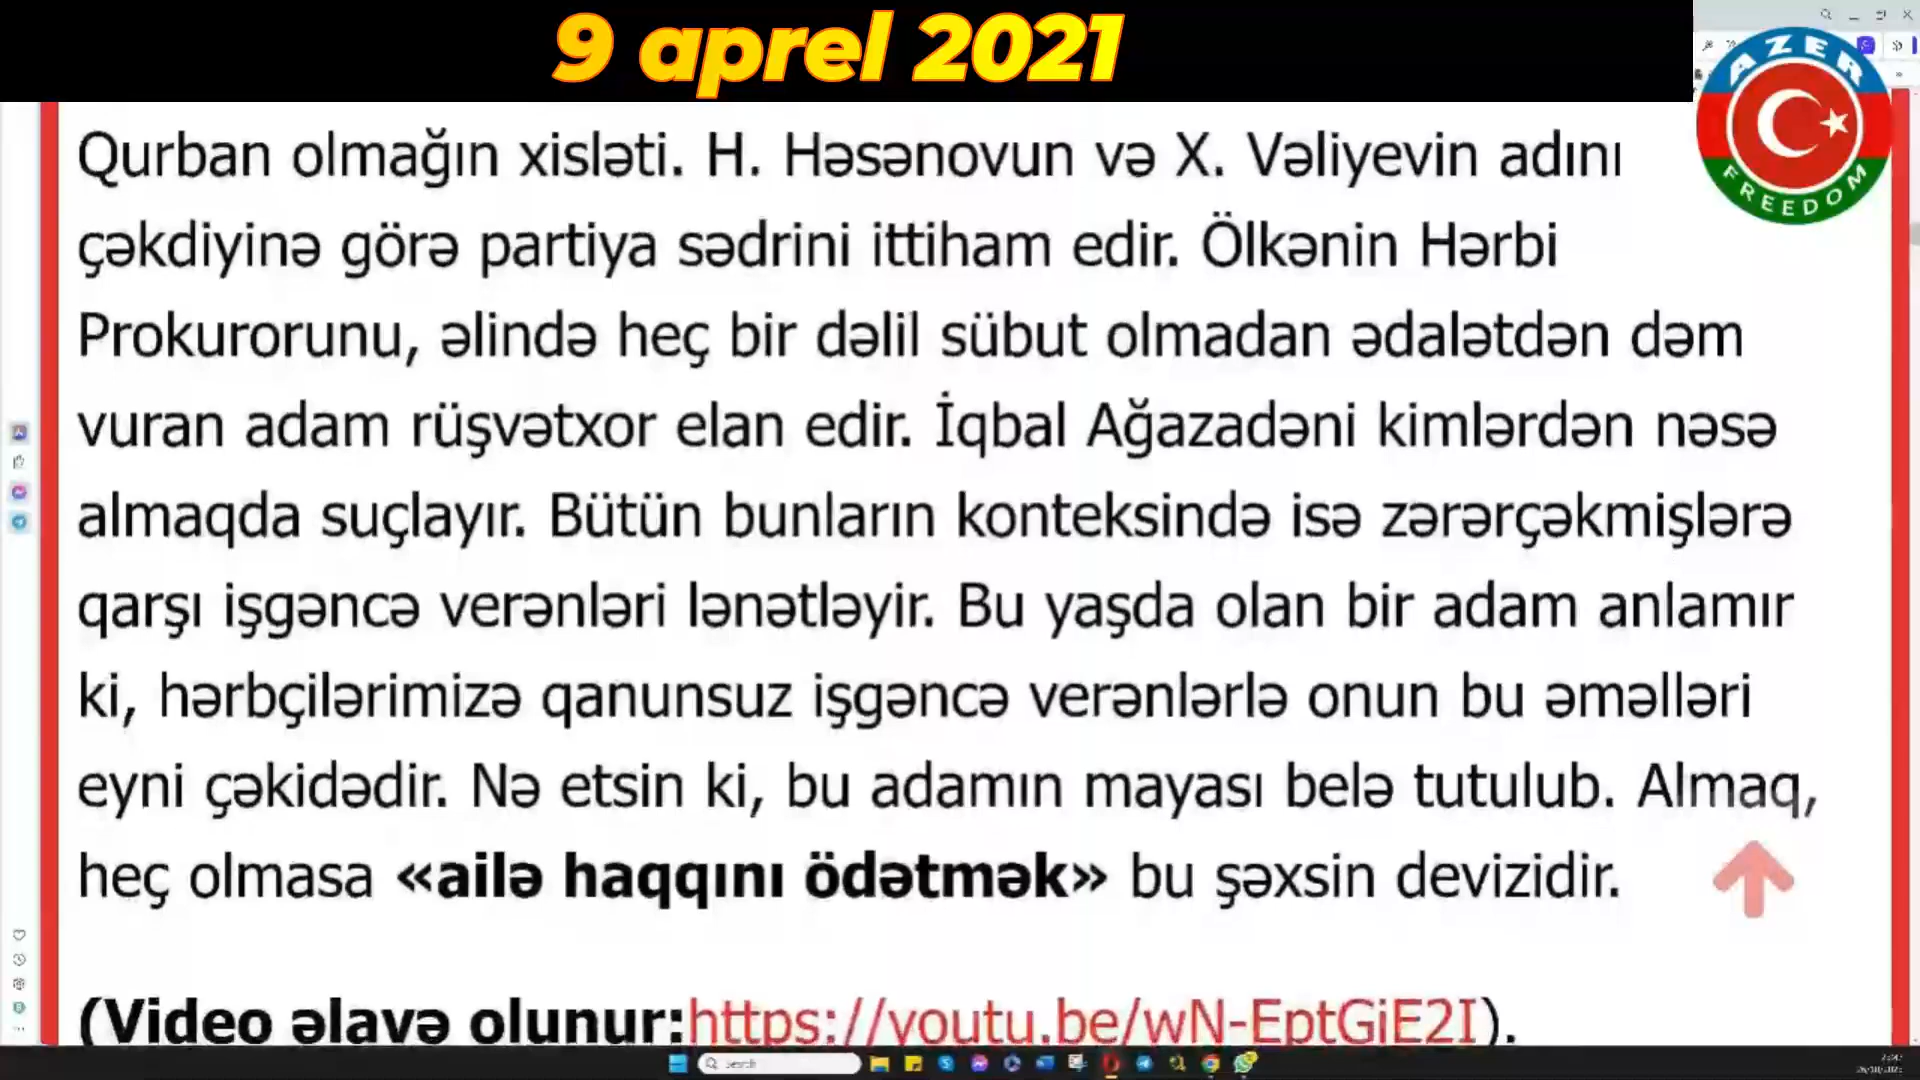 9 aprel 2021
AZER
FREEDOM
Qurban olmağın xisləti. H. Həsənovun və X. Vəliyevin adını
çəkdiyinə görə partiya sədrini ittiham edir. Ölkənin Hərbi
Prokurorunu, əlində heç bir dəlil sübut olmadan ədalətdən dəm
vuran adam rüşvətxor elan edir. İqbal Ağazadəni kimlərdən nəsə
almaqda suçlayır. Bütün bunların konteksində isə zərərçəkmişlərə
qarşı işgəncə verənləri lənətləyir. Bu yaşda olan bir adam anlamır
ki, hərbçilərimizə qanunsuz işgəncə verənlərlə onun bu əməlləri
eyni çəkidədir. Nə etsin ki, bu adamın mayası belə tutulub. Almaq,
heç olmasa «ailə haqqını ödətmək» bu şəxsin devizidir.
(Video əlavə olunur:https://youtu.be/wN-EptGiE2I).
Search